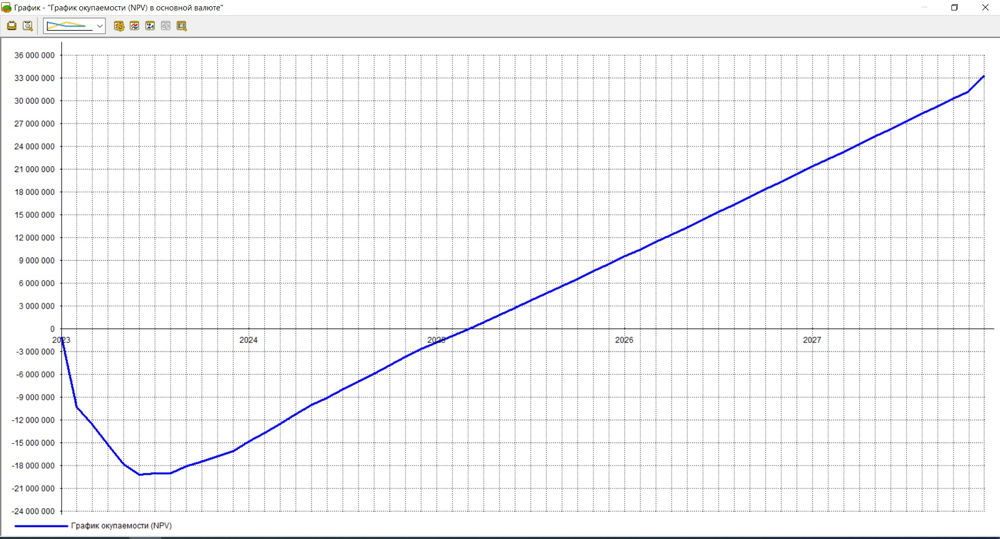 График - "График окупаемости (NPV) в основной валюте"
36 000 000
33 000 000
30 000 000
27 000 000
24 000 000
21 000 000
18 000 000
15 000 000
12 000 000
9 000 000
6 000 000
3 000 000
0
2023 2024 2025 2026 2027
-3 000 000
-6 000 000
-9 000 000
-12 000 000
-15 000 000
-18 000 000
-21 000 000
-24 000 000
График окупаемости (NPV)